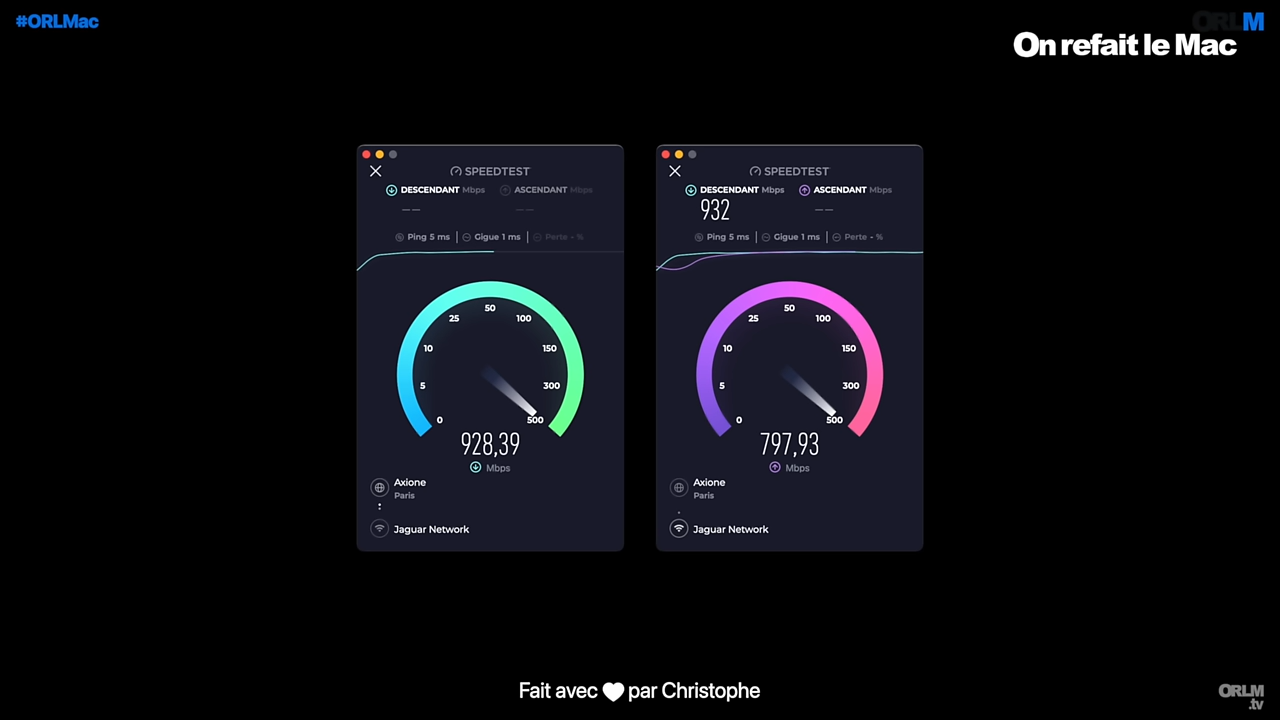 #ORLMac
ORLM
On refait le Mac
SPEEDTEST
DESCENDANT Mbps
ASCENDANT Mbps
— —
— —
Ping 5 ms
Gigue 1 ms
Perte - %
0
5
10
25
50
100
150
300
500
928,39
Mbps
Axione
Paris
Jaguar Network
SPEEDTEST
DESCENDANT Mbps
ASCENDANT Mbps
932
— —
Ping 5 ms
Gigue 1 ms
Perte - %
0
5
10
25
50
100
150
300
500
797,93
Mbps
Axione
Paris
Jaguar Network
Fait avec 🤍 par Christophe
ORLM
.tv